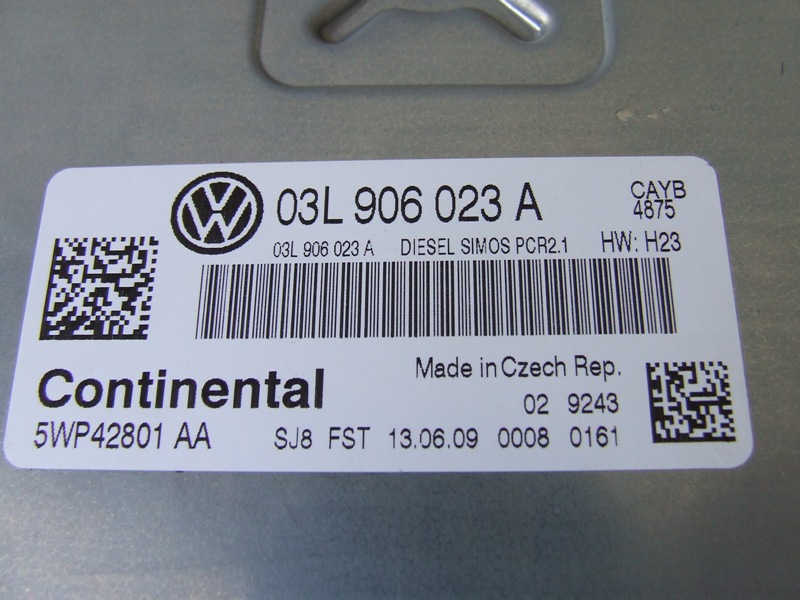 03L 906 023 A
CAYB
4875
03L 906 023 A DIESEL SIMOS PCR2.1 HW: H23
Continental
Made in Czech Rep.
02 9243
5WP42801 AA SJ8 FST 13.06.09 0008 0161